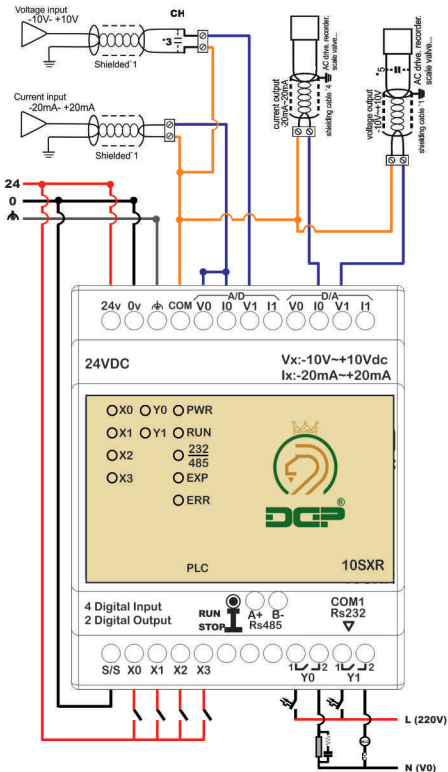 Voltage input
-10V- +10V
CH
*3
Shielded`1
Current input
-20mA- +20mA
Shielded`1
current output
-20mA~20mA
shielding cable `4
AC drive. recorder,
scale valve...
voltage output
-10V~+10V
shielding cable `1
*5
AC drive. recorder,
scale valve...
24
0
A/D
D/A
24v 0v COM V0 I0 V1 I1 V0 I0 V1 I1
24VDC
Vx:-10V~+10Vdc
Ix:-20mA~+20mA
X0 Y0 PWR
X1 Y1 RUN
X2 232
485
X3 EXP
ERR
DCP®
PLC
10SXR
4 Digital Input
2 Digital Output
RUN
STOP
A+ B-
Rs485
COM1
Rs232
S/S X0 X1 X2 X3
1 2 1 2
Y0 Y1
L (220V)
N (V0)